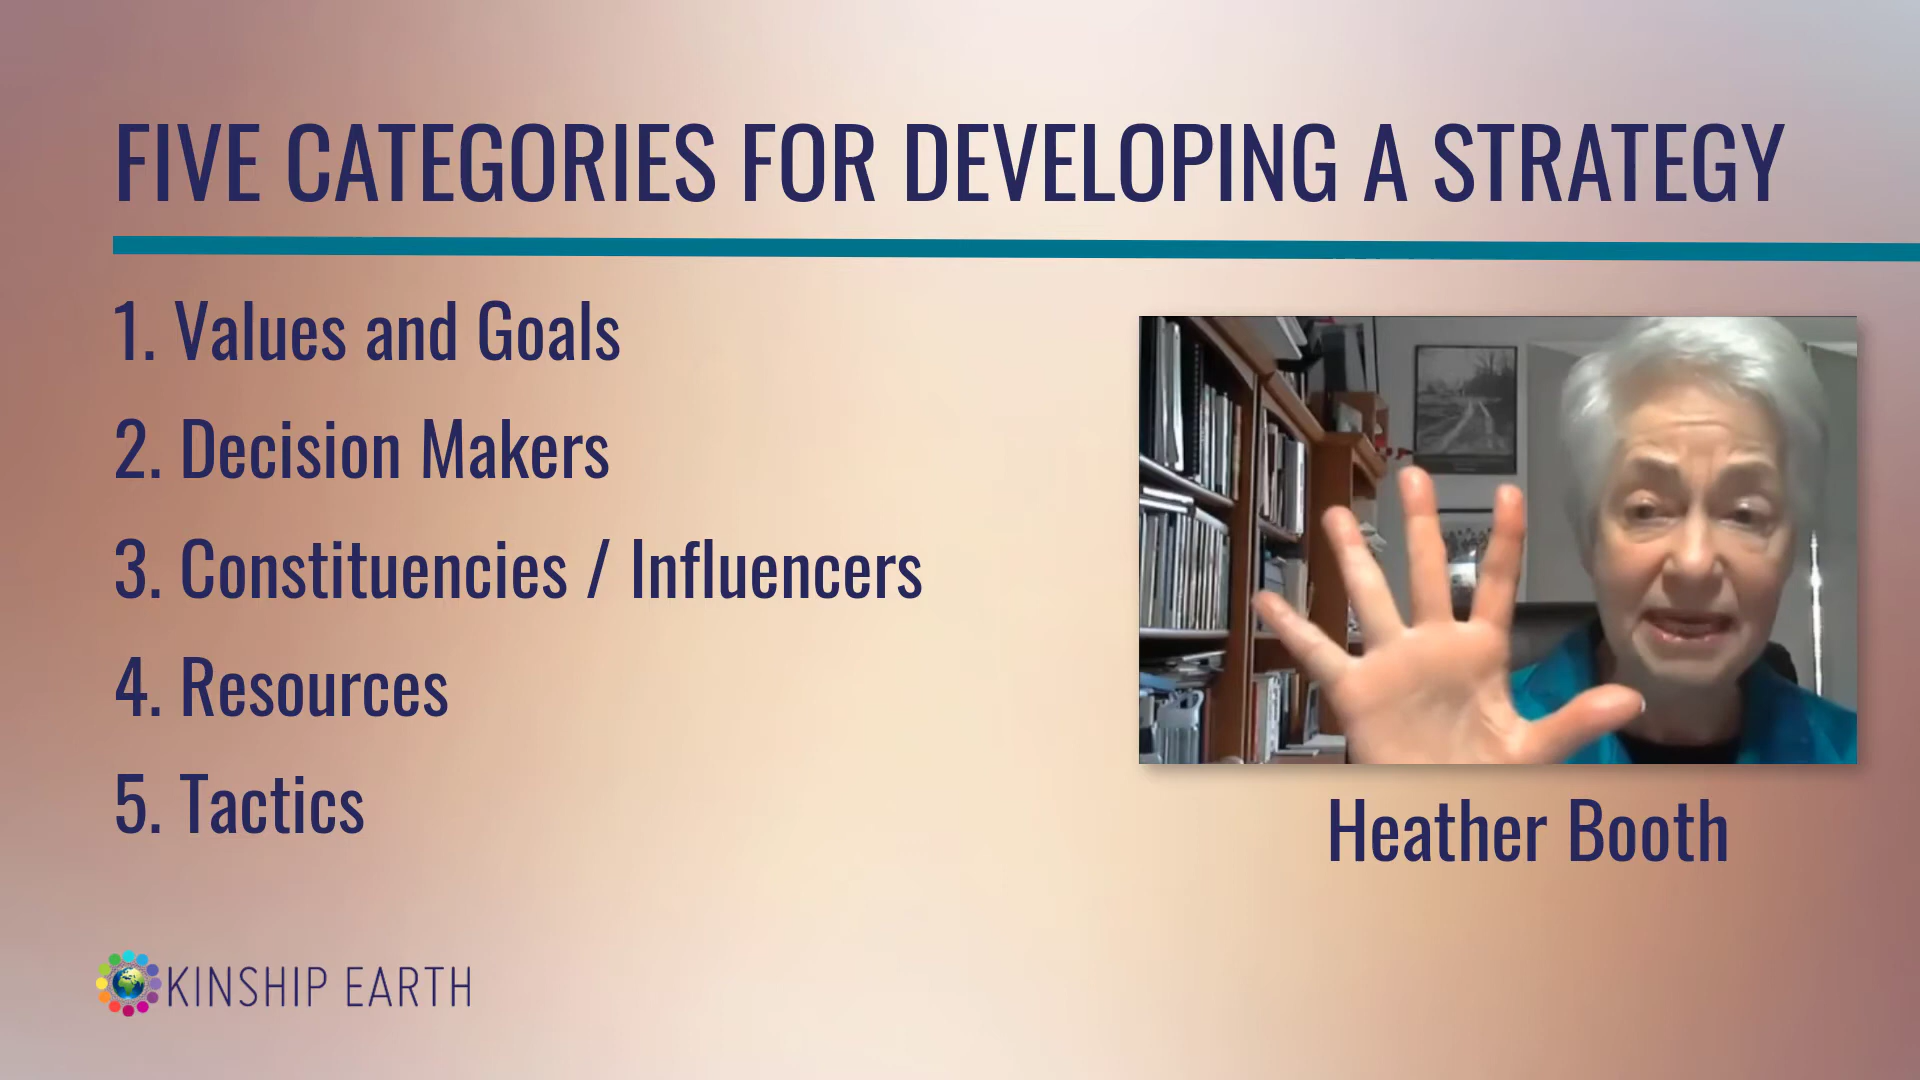 FIVE CATEGORIES FOR DEVELOPING A STRATEGY
1. Values and Goals
2. Decision Makers
3. Constituencies / Influencers
4. Resources
5. Tactics
Heather Booth
KINSHIP EARTH